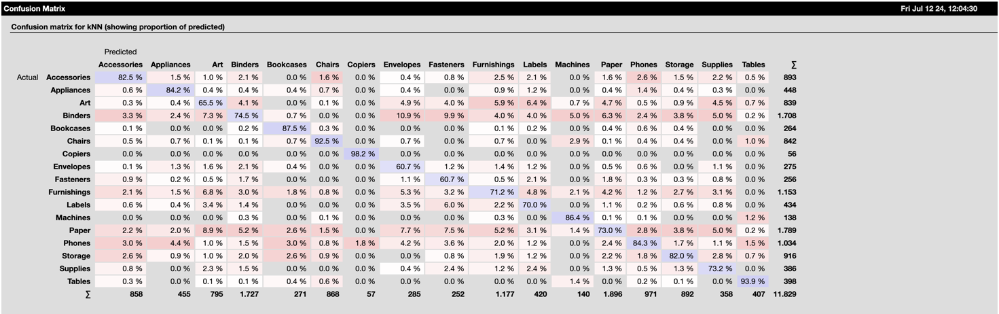 Confusion Matrix Fri Jul 12 24, 12:04:30
Confusion matrix for kNN (showing proportion of predicted)
Predicted
Accessories Appliances Art Binders Bookcases Chairs Copiers Envelopes Fasteners Furnishings Labels Machines Paper Phones Storage Supplies Tables Σ
Actual Accessories 82.5 % 1.5 % 1.0 % 2.1 % 0.0 % 1.6 % 0.0 % 0.4 % 0.8 % 2.5 % 2.1 % 0.0 % 1.6 % 2.6 % 1.5 % 2.2 % 0.5 % 893
Appliances 0.6 % 84.2 % 0.4 % 0.4 % 0.4 % 0.7 % 0.0 % 0.4 % 0.0 % 0.9 % 1.2 % 0.0 % 0.4 % 1.4 % 0.4 % 0.3 % 0.0 % 448
Art 0.3 % 0.4 % 65.5 % 4.1 % 0.0 % 0.1 % 0.0 % 4.9 % 4.0 % 5.9 % 6.4 % 0.7 % 4.7 % 0.5 % 0.9 % 4.5 % 0.7 % 839
Binders 3.3 % 2.4 % 7.3 % 74.5 % 0.7 % 0.0 % 0.0 % 10.9 % 9.9 % 4.0 % 4.0 % 5.0 % 6.3 % 2.4 % 3.8 % 5.0 % 0.2 % 1.708
Bookcases 0.1 % 0.0 % 0.0 % 0.2 % 87.5 % 0.3 % 0.0 % 0.0 % 0.0 % 0.1 % 0.2 % 0.0 % 0.4 % 0.6 % 0.4 % 0.0 % 0.0 % 264
Chairs 0.5 % 0.7 % 0.1 % 0.1 % 0.7 % 92.5 % 0.0 % 0.7 % 0.0 % 0.7 % 0.0 % 2.9 % 0.1 % 0.4 % 0.4 % 0.0 % 1.0 % 842
Copiers 0.0 % 0.0 % 0.0 % 0.0 % 0.0 % 0.0 % 98.2 % 0.0 % 0.0 % 0.0 % 0.0 % 0.0 % 0.0 % 0.0 % 0.0 % 0.0 % 0.0 % 56
Envelopes 0.1 % 1.3 % 1.6 % 2.1 % 0.4 % 0.0 % 0.0 % 60.7 % 1.2 % 1.4 % 1.2 % 0.0 % 0.5 % 0.6 % 0.0 % 1.1 % 0.0 % 275
Fasteners 0.9 % 0.2 % 0.5 % 1.7 % 0.0 % 0.0 % 0.0 % 1.1 % 60.7 % 0.5 % 2.1 % 0.0 % 1.8 % 0.3 % 0.3 % 0.8 % 0.0 % 256
Furnishings 2.1 % 1.5 % 6.8 % 3.0 % 1.8 % 0.8 % 0.0 % 5.3 % 3.2 % 71.2 % 4.8 % 2.1 % 4.2 % 1.2 % 2.7 % 3.1 % 0.0 % 1.153
Labels 0.6 % 0.4 % 3.4 % 1.4 % 0.0 % 0.0 % 0.0 % 3.5 % 6.0 % 2.2 % 70.0 % 0.0 % 1.1 % 0.2 % 0.6 % 0.8 % 0.0 % 434
Machines 0.0 % 0.0 % 0.0 % 0.3 % 0.0 % 0.1 % 0.0 % 0.0 % 0.0 % 0.3 % 0.0 % 86.4 % 0.1 % 0.1 % 0.0 % 0.0 % 1.2 % 138
Paper 2.2 % 2.0 % 8.9 % 5.2 % 2.6 % 1.5 % 0.0 % 7.7 % 7.5 % 5.2 % 3.1 % 1.4 % 73.0 % 2.8 % 3.8 % 5.0 % 0.2 % 1.789
Phones 3.0 % 4.4 % 1.0 % 1.5 % 3.0 % 0.8 % 1.8 % 4.2 % 3.6 % 2.0 % 1.2 % 0.0 % 2.4 % 84.3 % 1.7 % 1.1 % 1.5 % 1.034
Storage 2.6 % 0.9 % 1.0 % 2.0 % 2.6 % 0.9 % 0.0 % 0.0 % 0.8 % 1.9 % 1.2 % 0.0 % 2.2 % 1.8 % 82.0 % 2.8 % 0.7 % 916
Supplies 0.8 % 0.0 % 2.3 % 1.5 % 0.0 % 0.0 % 0.0 % 0.4 % 2.4 % 1.2 % 2.4 % 0.0 % 1.3 % 0.5 % 1.3 % 73.2 % 0.0 % 386
Tables 0.3 % 0.0 % 0.1 % 0.1 % 0.4 % 0.6 % 0.0 % 0.0 % 0.0 % 0.0 % 0.0 % 1.4 % 0.0 % 0.2 % 0.1 % 0.0 % 93.9 % 398
Σ 858 455 795 1.727 271 868 57 285 252 1.177 420 140 1.896 971 892 358 407 11.829